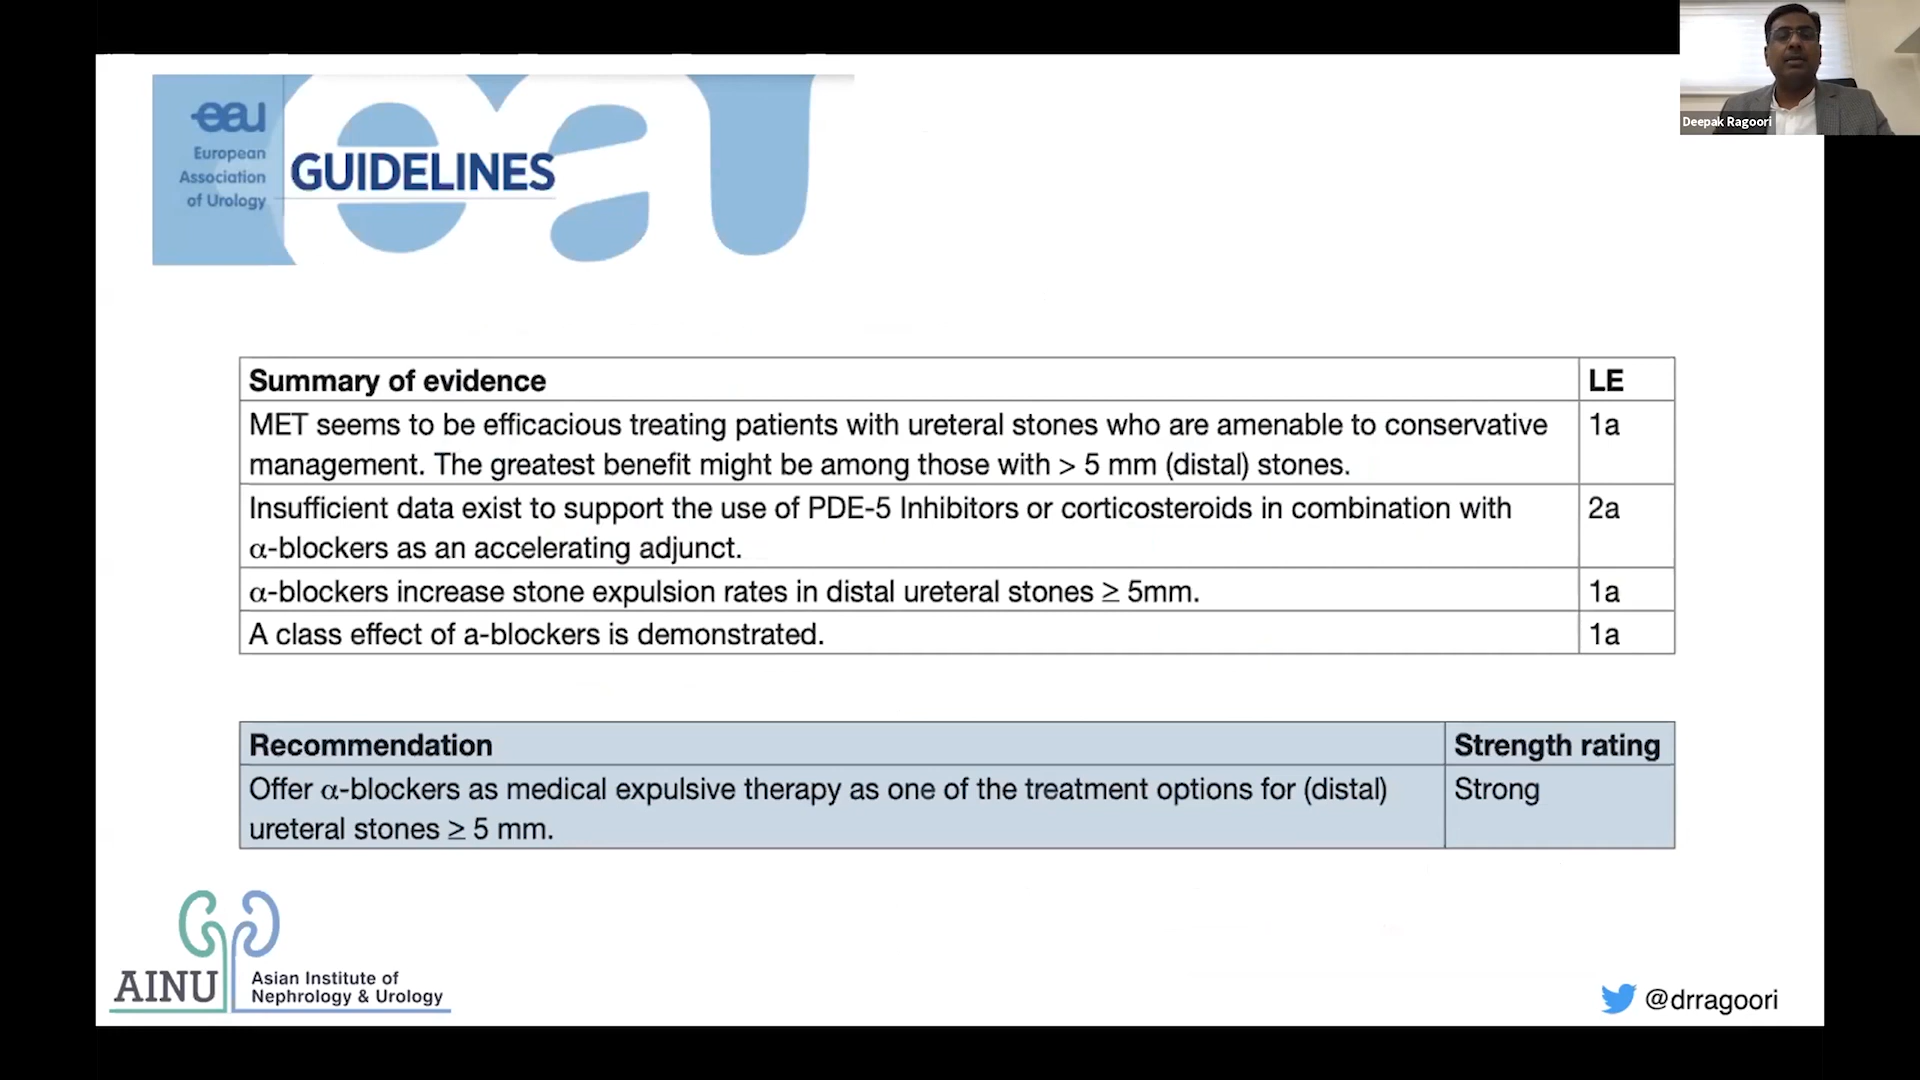 Deepak Ragoori
eau
European
Association
of Urology
GUIDELINES
Summary of evidence LE
MET seems to be efficacious treating patients with ureteral stones who are amenable to conservative 1a
management. The greatest benefit might be among those with > 5 mm (distal) stones.
Insufficient data exist to support the use of PDE-5 Inhibitors or corticosteroids in combination with 2a
α-blockers as an accelerating adjunct.
α-blockers increase stone expulsion rates in distal ureteral stones ≥ 5mm. 1a
A class effect of a-blockers is demonstrated. 1a
Recommendation Strength rating
Offer α-blockers as medical expulsive therapy as one of the treatment options for (distal) Strong
ureteral stones ≥ 5 mm.
AINU
Asian Institute of
Nephrology & Urology
@drragoori